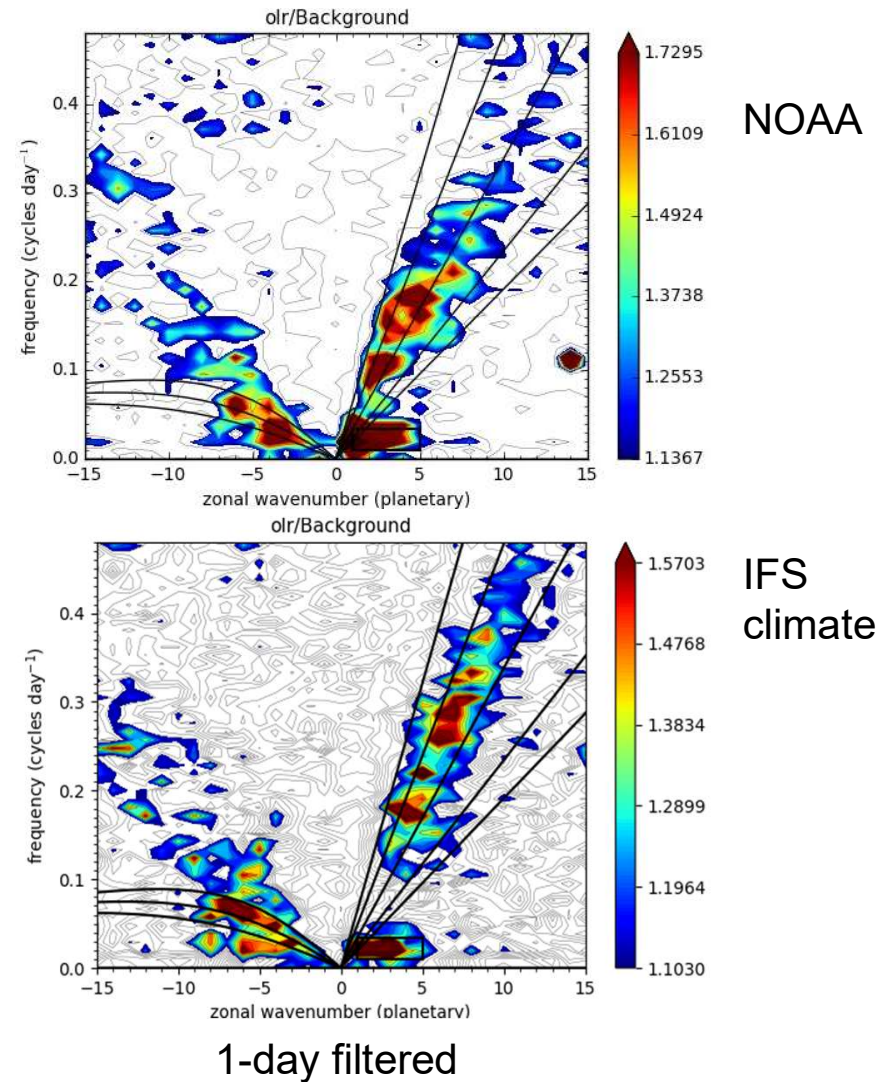 olr/Background
0.4
0.3
0.2
0.1
0.0
frequency (cycles day⁻¹)
−15 −10 −5 0 5 10 15
zonal wavenumber (planetary)
1.7295
1.6109
1.4924
1.3738
1.2553
1.1367
NOAA
olr/Background
0.4
0.3
0.2
0.1
0.0
frequency (cycles day⁻¹)
−15 −10 −5 0 5 10 15
zonal wavenumber (planetary)
1.5703
1.4768
1.3834
1.2899
1.1964
1.1030
IFS
climate
1-day filtered